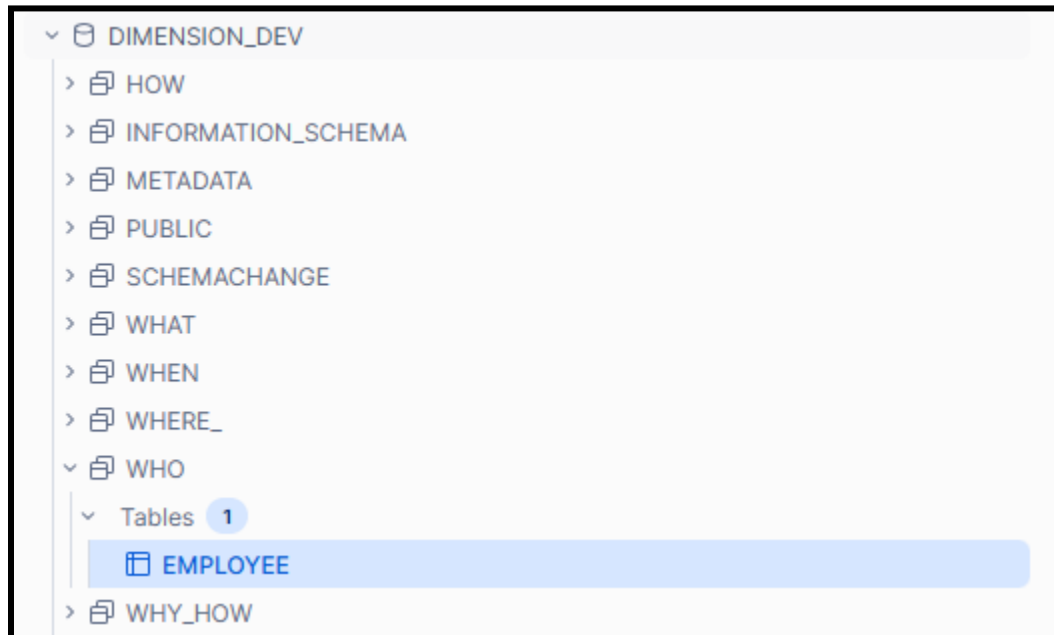 DIMENSION_DEV
HOW
INFORMATION_SCHEMA
METADATA
PUBLIC
SCHEMACHANGE
WHAT
WHEN
WHERE_
WHO
Tables 1
EMPLOYEE
WHY_HOW